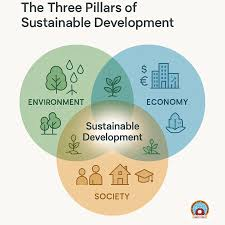 The Three Pillars of
Sustainable Development
ENVIRONMENT
$
€
ECONOMY
Sustainable
Development
SOCIETY